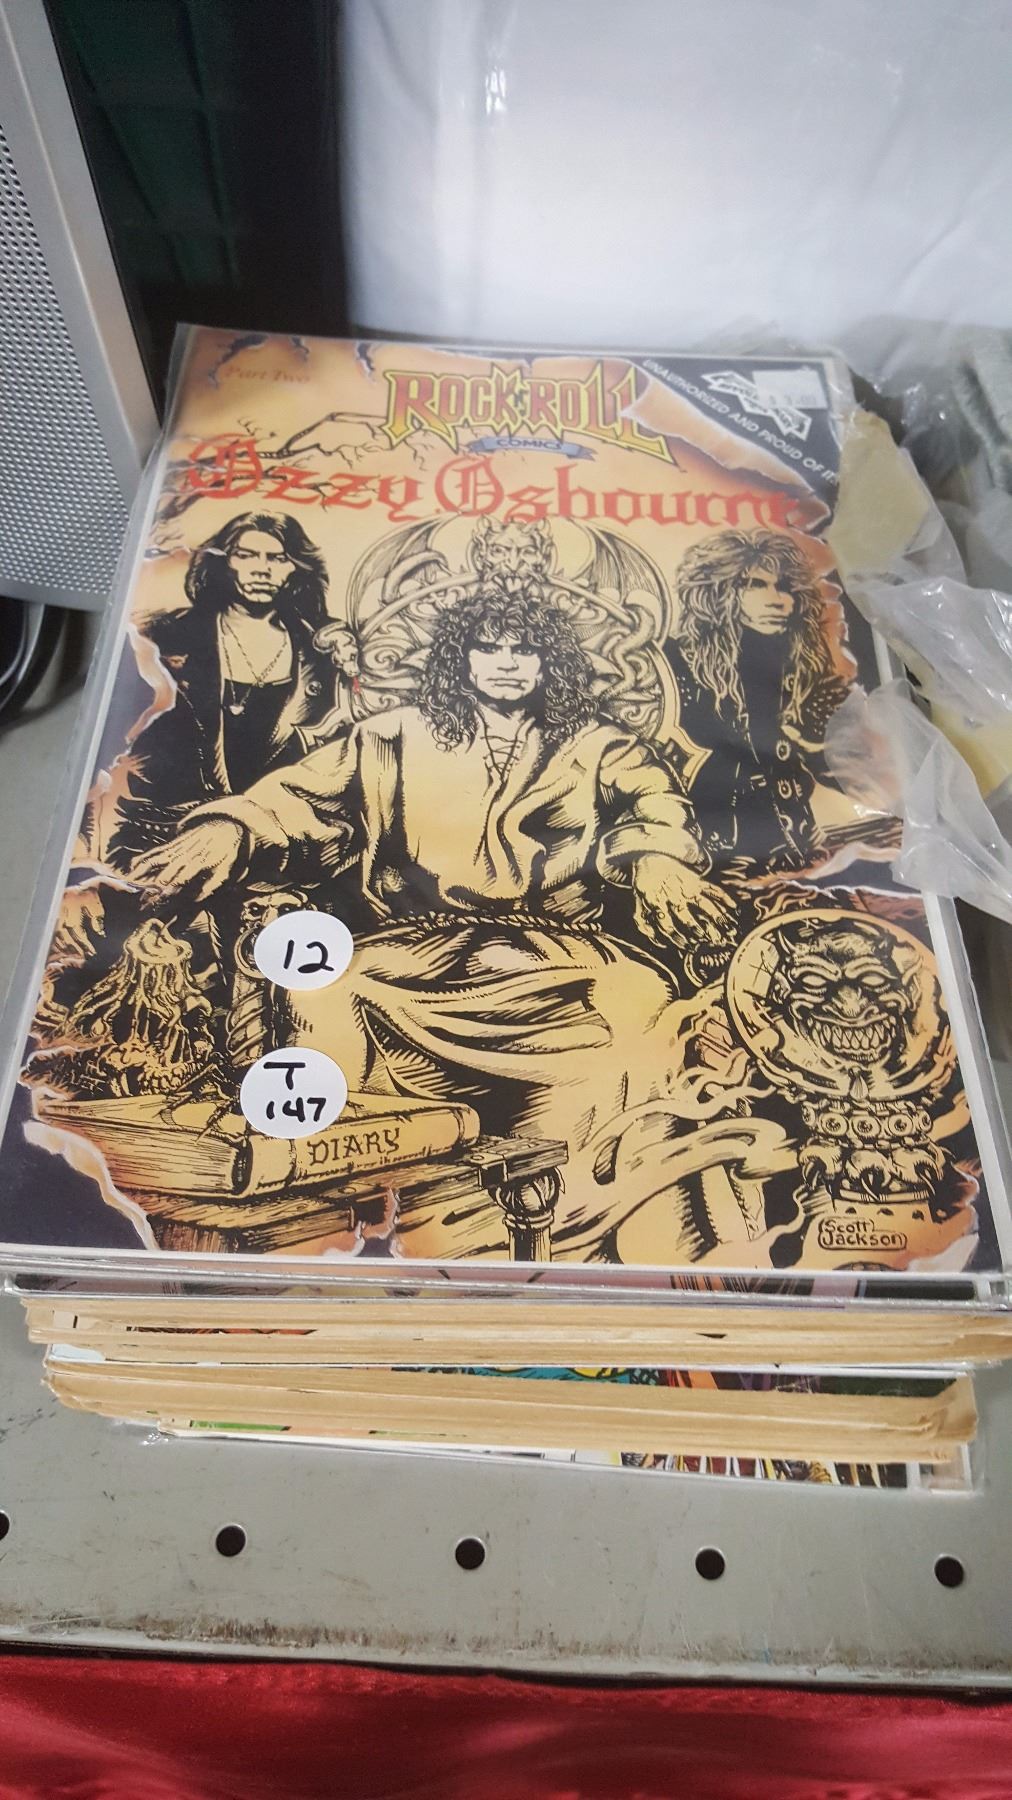 Part Two
ROCK N ROLL
COMICS
UNAUTHORIZED AND PROUD OF IT!
Ozzy Osbourne
12
T
147
DIARY
Scott
Jackson